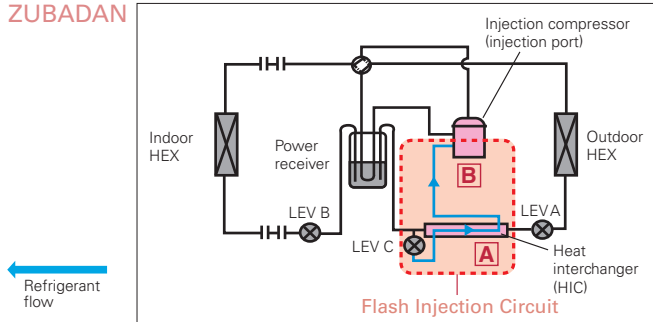 ZUBADAN
Injection compressor
(injection port)
Indoor
HEX
Power
receiver
Outdoor
HEX
B
LEV B
LEV A
LEV C
A
Heat
interchanger
(HIC)
Refrigerant
flow
Flash Injection Circuit